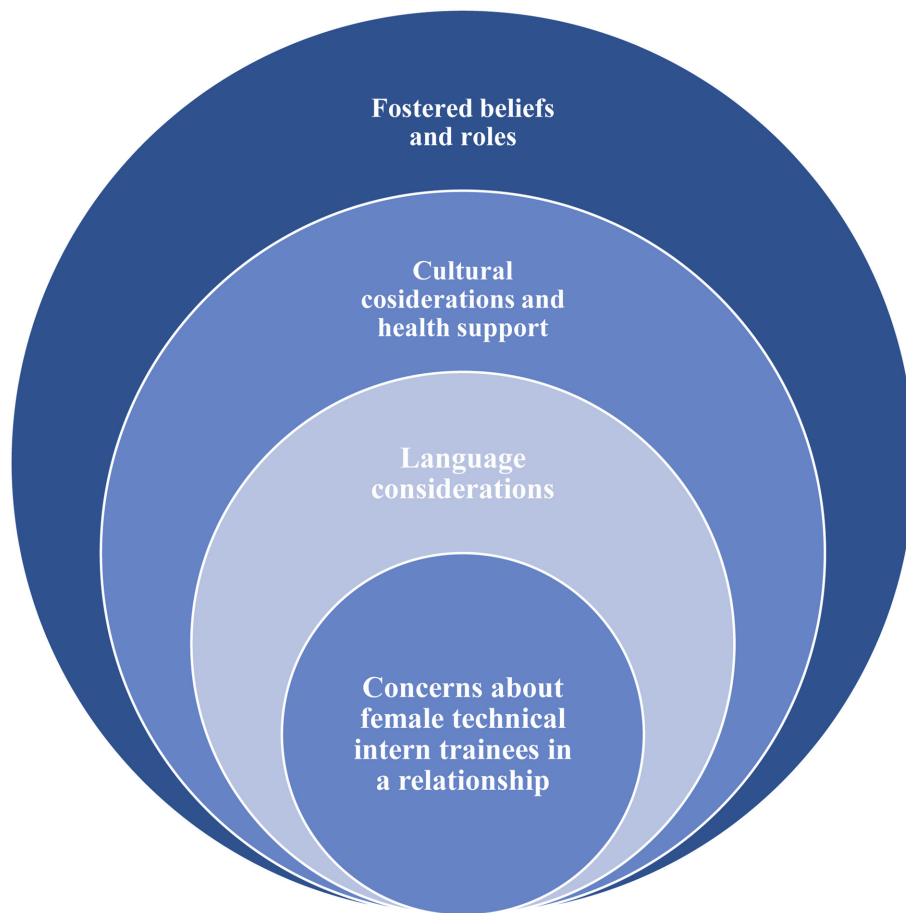 Fostered beliefs
and roles
Cultural
cosiderations and
health support
Language
considerations
Concerns about
female technical
intern trainees in
a relationship